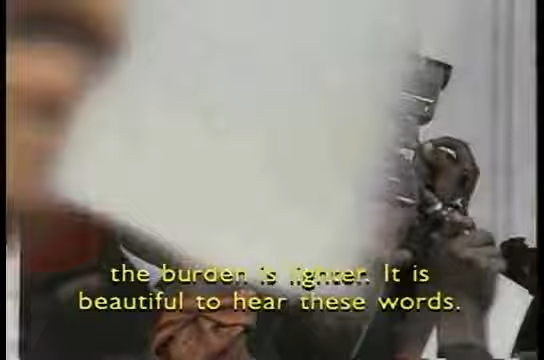 the burden is lighter. It is
beautiful to hear these words.